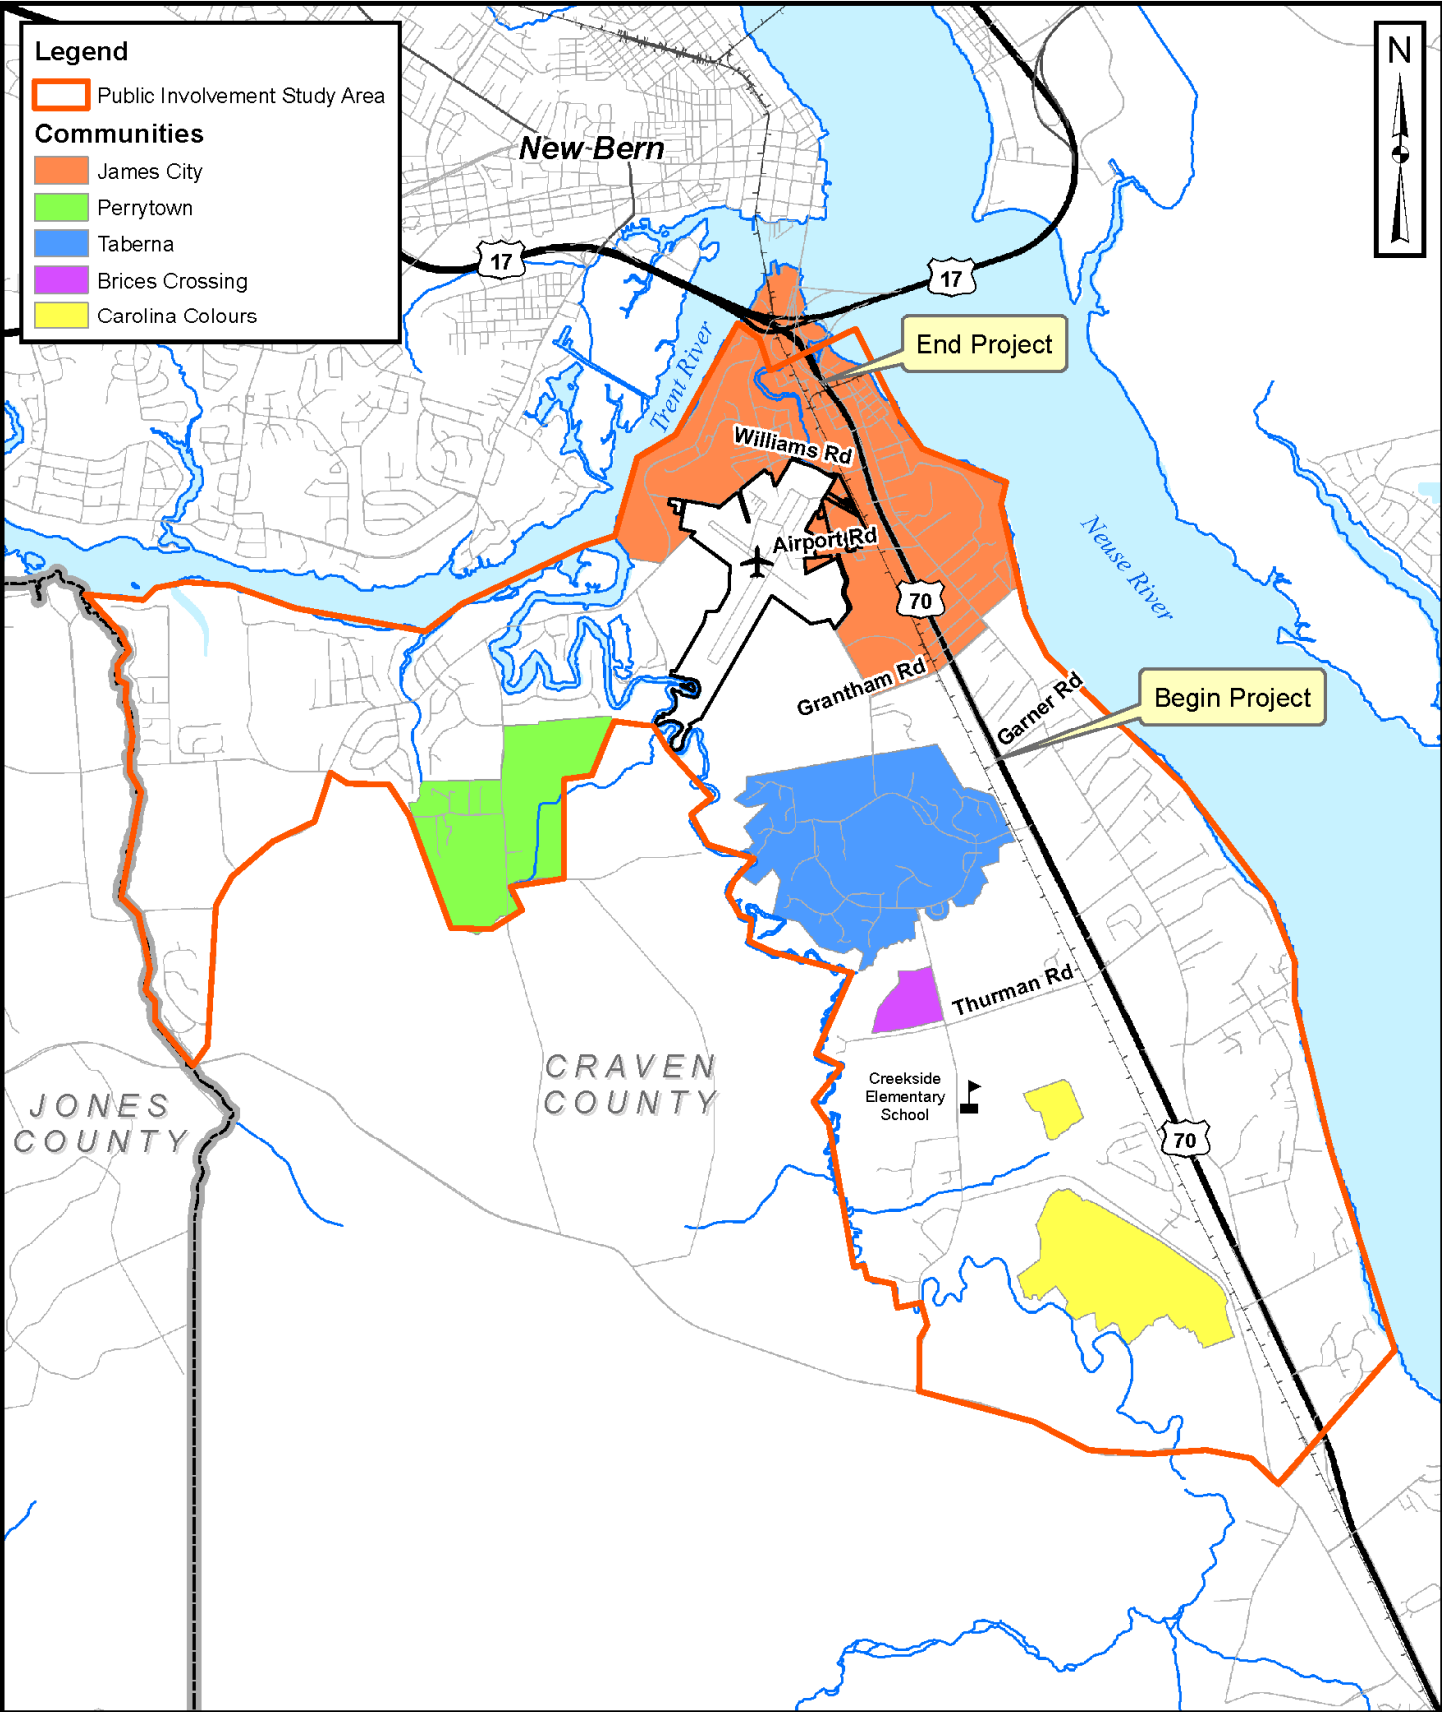 Legend
Public Involvement Study Area
Communities
James City
Perrytown
Taberna
Brices Crossing
Carolina Colours
N
New Bern
17
17
End Project
Trent River
Williams Rd
Airport Rd
Neuse River
70
Grantham Rd
Garner Rd
Begin Project
Thurman Rd
CRAVEN
COUNTY
Creekside
Elementary
School
JONES
COUNTY
70